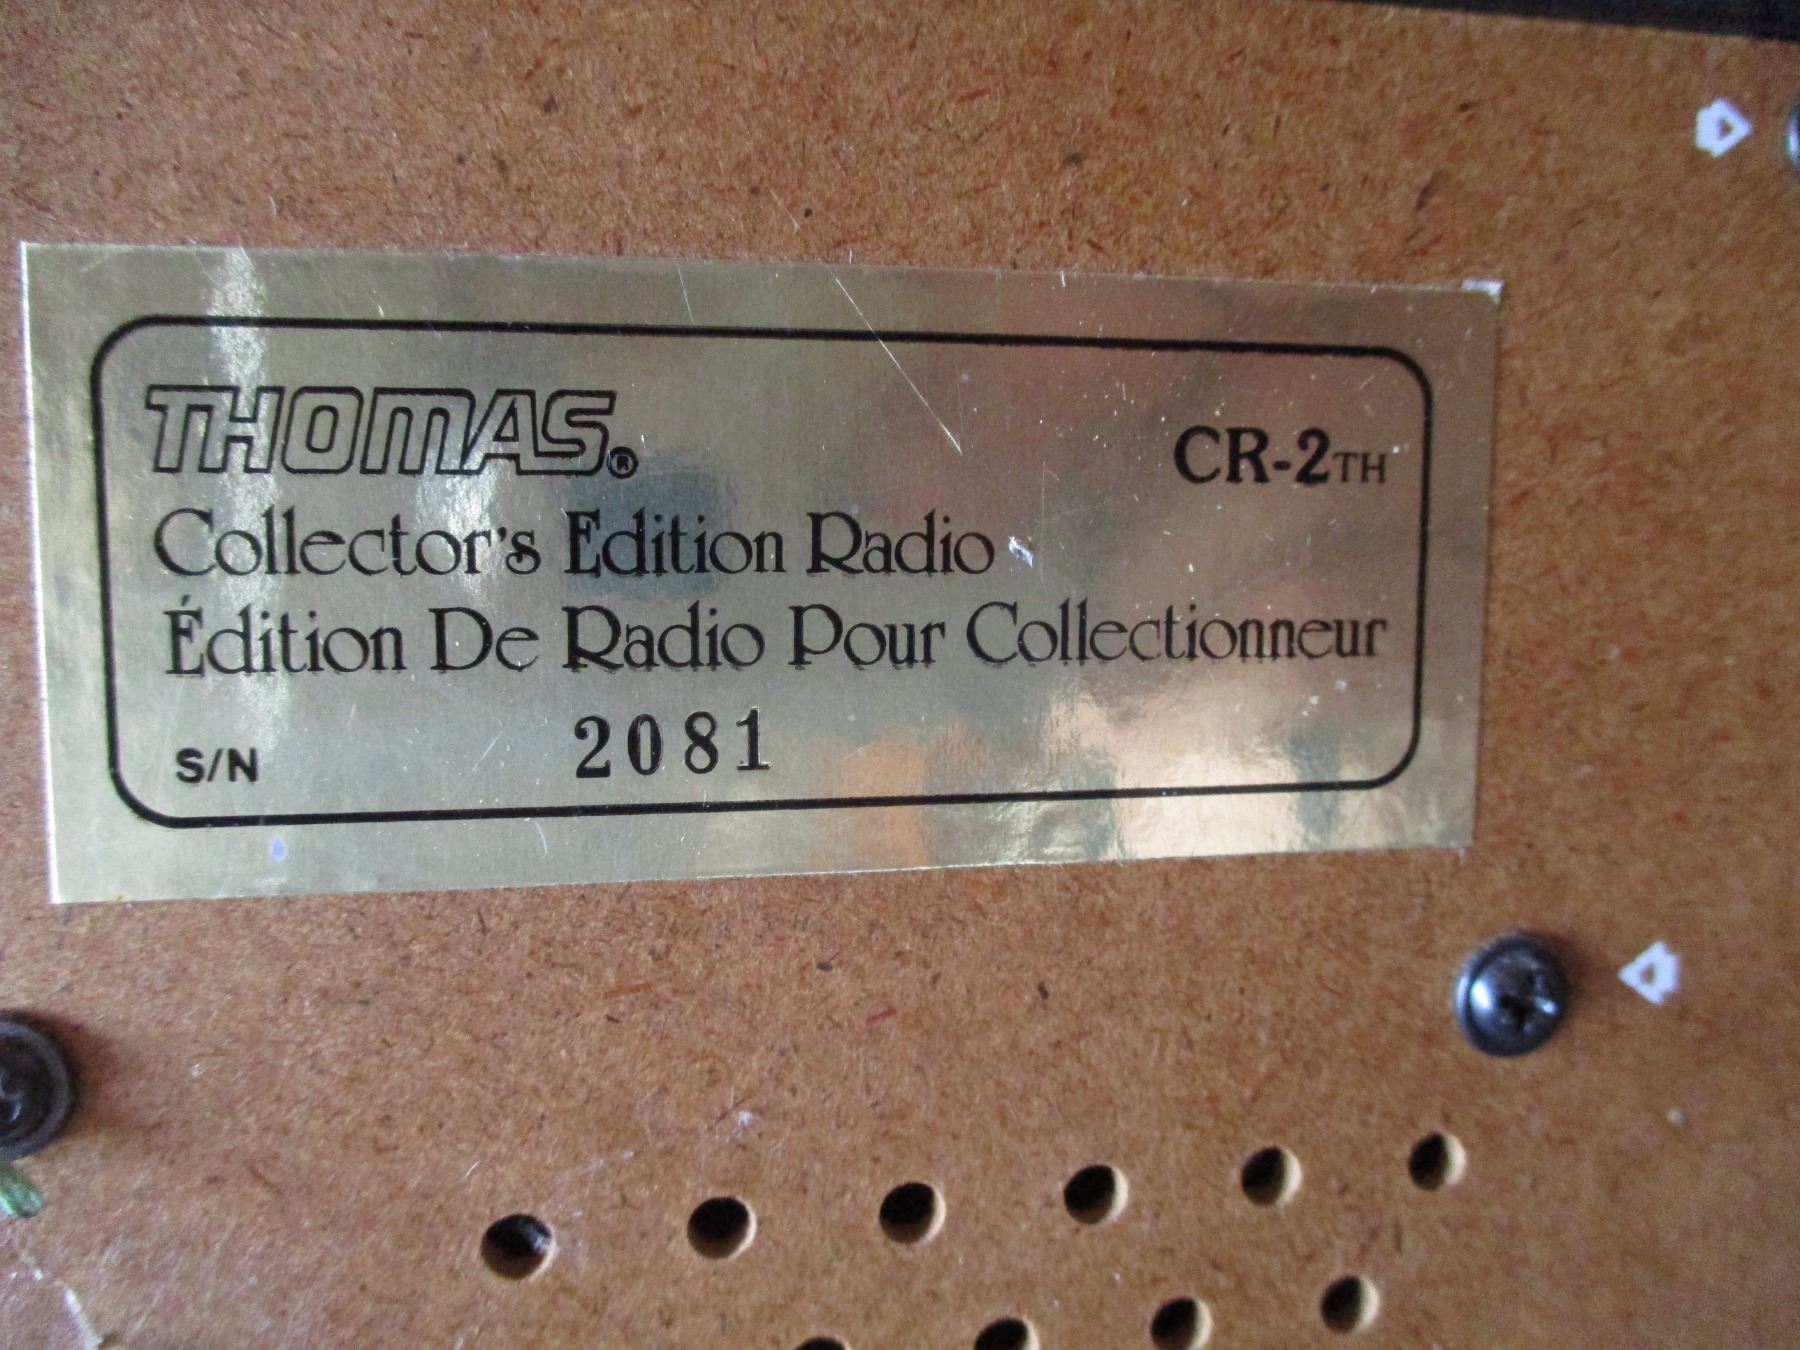 THOMAS® CR-2TH
Collector's Edition Radio
Édition De Radio Pour Collectionneur
S/N 2081